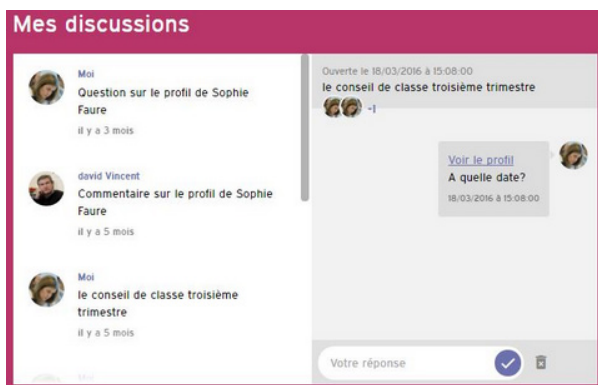 Mes discussions
Moi
Question sur le profil de Sophie
Faure
il y a 3 mois
david Vincent
Commentaire sur le profil de Sophie
Faure
il y a 5 mois
Moi
le conseil de classe troisième
trimestre
il y a 5 mois
Moi
Ouverte le 18/03/2016 à 15:08:00
le conseil de classe troisième trimestre
-1
Voir le profil
A quelle date?
18/03/2016 à 15:08:00
Votre réponse